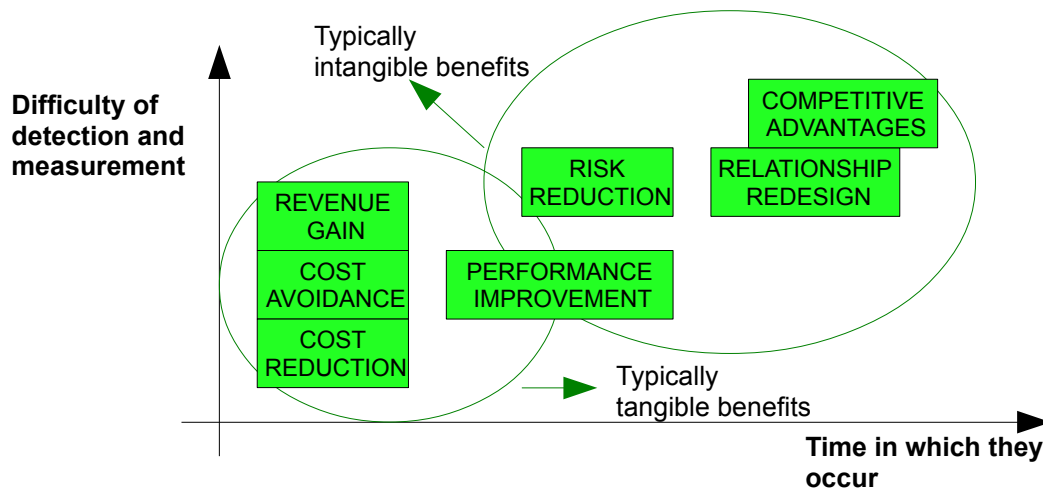 Typically
intangible benefits
Difficulty of
detection and
measurement
COMPETITIVE
ADVANTAGES
RISK
REDUCTION
RELATIONSHIP
REDESIGN
REVENUE
GAIN
COST
AVOIDANCE
PERFORMANCE
IMPROVEMENT
COST
REDUCTION
Typically
tangible benefits
Time in which they
occur